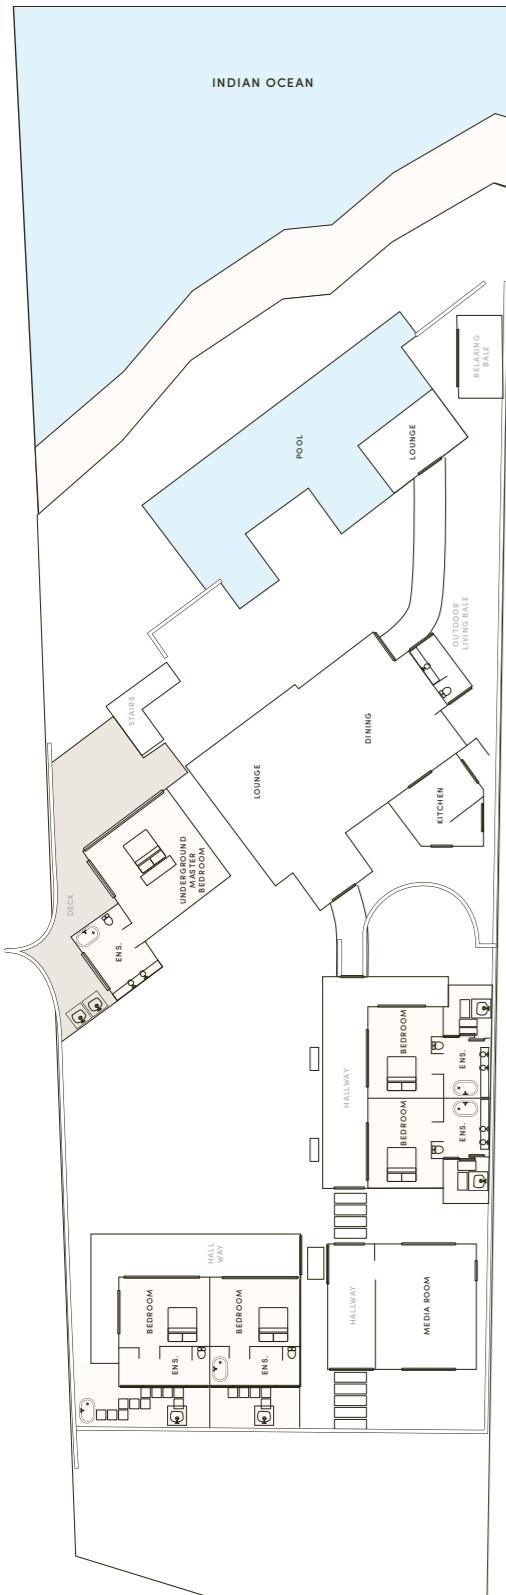 INDIAN OCEAN
RELAXING
BALE
POOL
LOUNGE
OUTDOOR
LIVING BALE
STAIRS
DINING
LOUNGE
KITCHEN
UNDERGROUND
MASTER
BEDROOM
DECK
ENS.
HALLWAY
BEDROOM
ENS.
BEDROOM
ENS.
HALL
WAY
BEDROOM
ENS.
BEDROOM
ENS.
HALLWAY
MEDIA ROOM